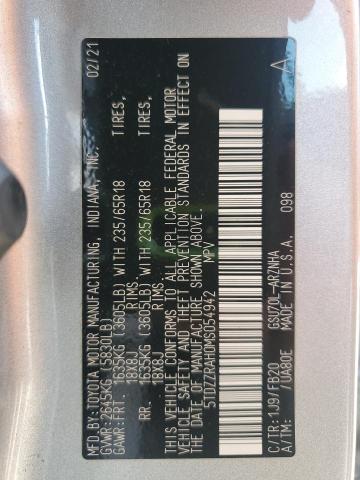 MFD.BY:TOYOTA MOTOR MANUFACTURING, INDIANA, INC. 02/21
GVWR:2645KG (5830LB)
GAWR:FRT. 1635KG (3605LB) WITH 235/65R18 TIRES,
18X8J RIMS.
RR. 1635KG (3605LB) WITH 235/65R18 TIRES,
18X8J RIMS.
THIS VEHICLE CONFORMS TO ALL APPLICABLE FEDERAL MOTOR
VEHICLE SAFETY AND THEFT PREVENTION STANDARDS IN EFFECT ON
THE DATE OF MANUFACTURE SHOWN ABOVE.
5TDZZRAH0MS054942 MPV
C/TM: 1J9/FB20 GSU70L-ARZNHA A
A/TM: /UA80E MADE IN U.S.A. 098